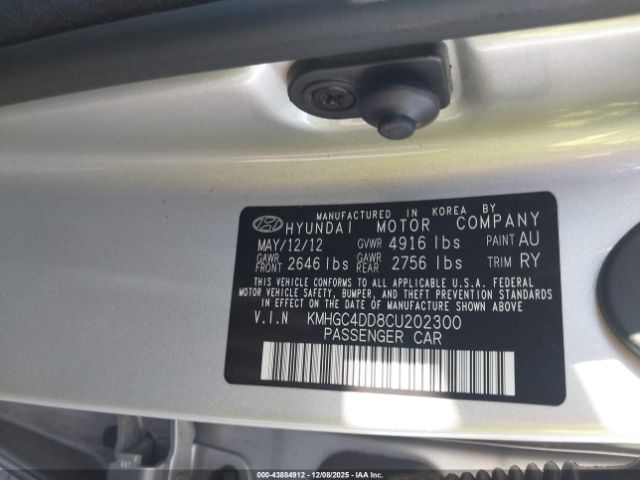 MANUFACTURED IN KOREA BY
HYUNDAI MOTOR COMPANY
MAY/12/12 GVWR 4916 lbs PAINT AU
GAWR FRONT 2646 lbs GAWR REAR 2756 lbs TRIM RY
THIS VEHICLE CONFORMS TO ALL APPLICABLE U.S.A. FEDERAL
MOTOR VEHICLE SAFETY, BUMPER, AND THEFT PREVENTION STANDARDS
IN EFFECT ON THE DATE OF MANUFACTURE SHOWN ABOVE
V.I.N KMHGC4DD8CU202300
PASSENGER CAR
000-43884912 - 12/08/2025 - IAAI.com